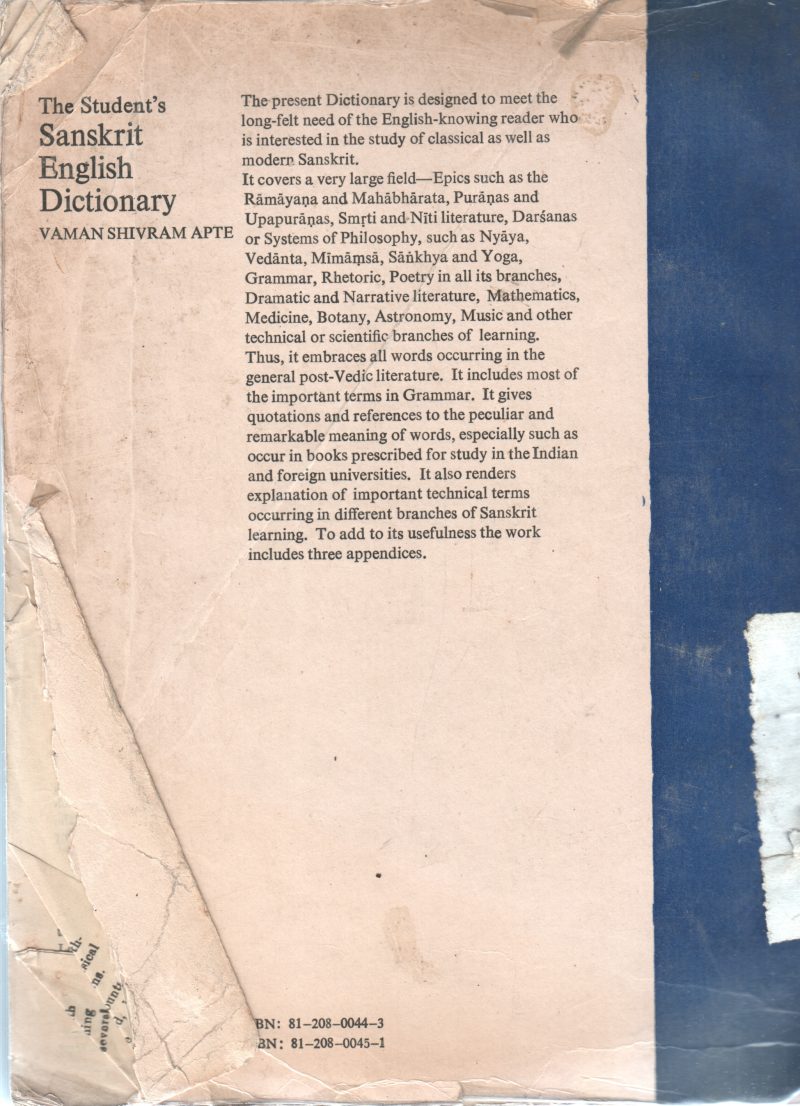 The Student's
Sanskrit
English
Dictionary
VAMAN SHIVRAM APTE
The present Dictionary is designed to meet the
long-felt need of the English-knowing reader who
is interested in the study of classical as well as
modern Sanskrit.
It covers a very large field—Epics such as the
Rāmāyaṇa and Mahābhārata, Purāṇas and
Upapurāṇas, Smṛti and Nīti literature, Darśanas
or Systems of Philosophy, such as Nyāya,
Vedānta, Mīmāṃsā, Sāṅkhya and Yoga,
Grammar, Rhetoric, Poetry in all its branches,
Dramatic and Narrative literature, Mathematics,
Medicine, Botany, Astronomy, Music and other
technical or scientific branches of learning.
Thus, it embraces all words occurring in the
general post-Vedic literature. It includes most of
the important terms in Grammar. It gives
quotations and references to the peculiar and
remarkable meaning of words, especially such as
occur in books prescribed for study in the Indian
and foreign universities. It also renders
explanation of important technical terms
occurring in different branches of Sanskrit
learning. To add to its usefulness the work
includes three appendices.
BN: 81-208-0044-3
BN: 81-208-0045-1